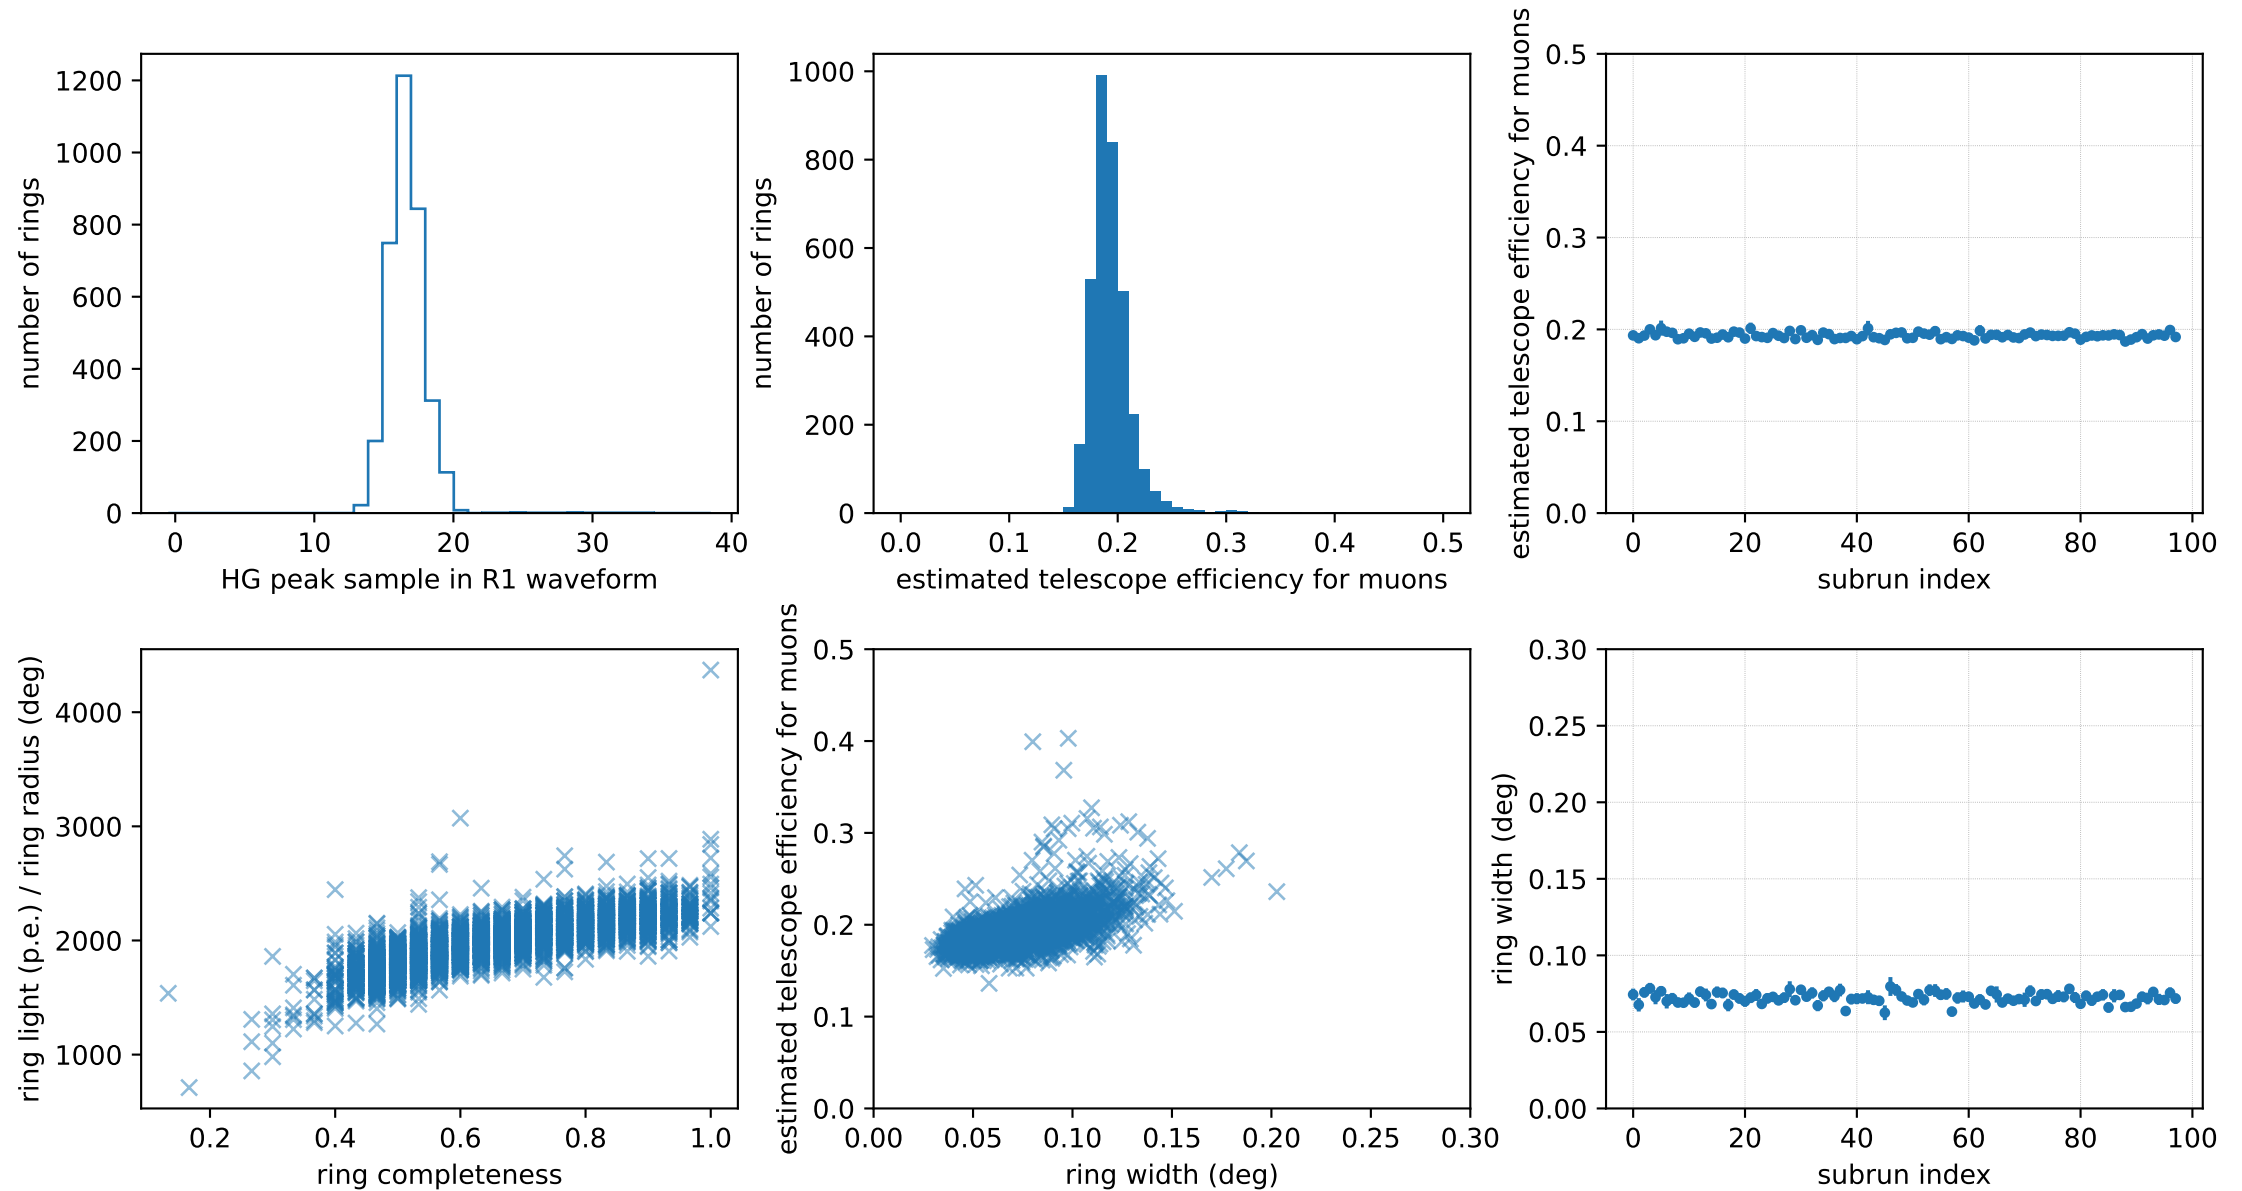 1200
1000
800
600
400
200
0
number of rings
0 10 20 30 40
HG peak sample in R1 waveform
1000
800
600
400
200
0
number of rings
0.0 0.1 0.2 0.3 0.4 0.5
estimated telescope efficiency for muons
0.5
0.4
0.3
0.2
0.1
0.0
estimated telescope efficiency for muons
0 20 40 60 80 100
subrun index
4000
3000
2000
1000
ring light (p.e.) / ring radius (deg)
0.2 0.4 0.6 0.8 1.0
ring completeness
0.5
0.4
0.3
0.2
0.1
0.0
estimated telescope efficiency for muons
0.00 0.05 0.10 0.15 0.20 0.25 0.30
ring width (deg)
0.30
0.25
0.20
0.15
0.10
0.05
0.00
ring width (deg)
0 20 40 60 80 100
subrun index